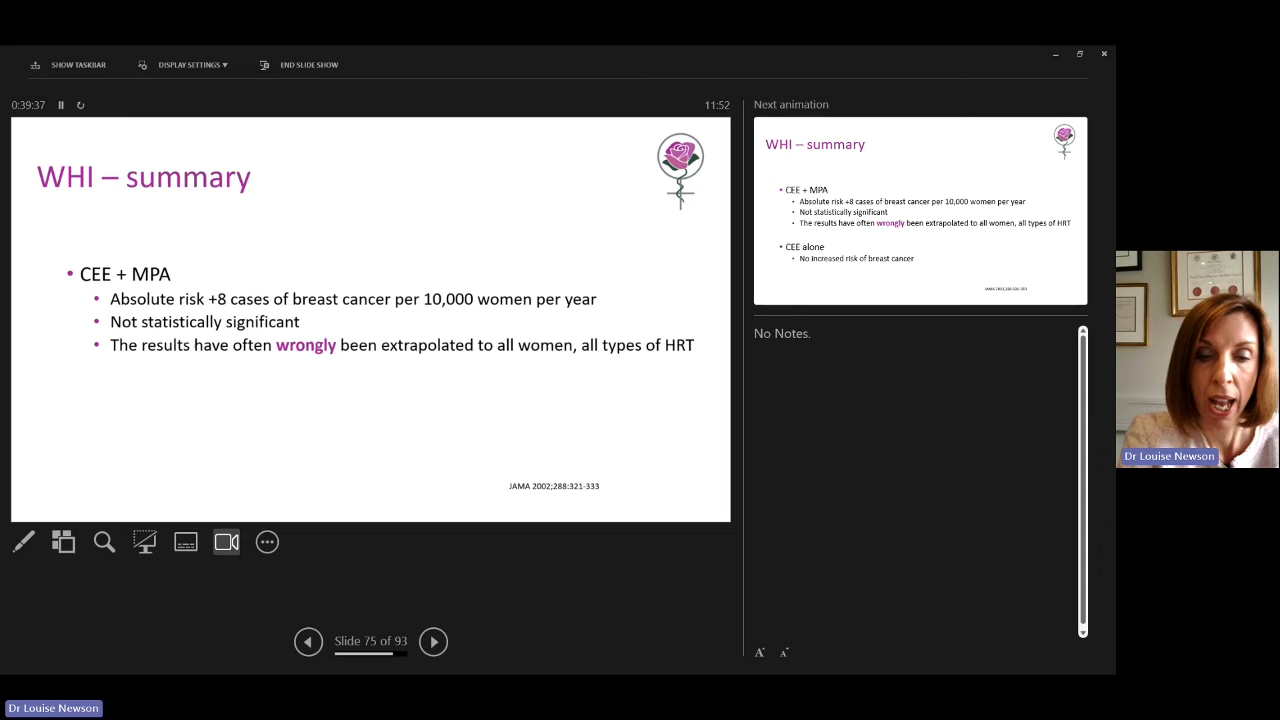 SHOW TASKBAR
DISPLAY SETTINGS ▾
END SLIDE SHOW
0:39:37
11:52
WHI – summary
• CEE + MPA
• Absolute risk +8 cases of breast cancer per 10,000 women per year
• Not statistically significant
• The results have often wrongly been extrapolated to all women, all types of HRT
JAMA 2002;288:321-333
Slide 75 of 93
Next animation
WHI – summary
• CEE + MPA
• Absolute risk +8 cases of breast cancer per 10,000 women per year
• Not statistically significant
• The results have often wrongly been extrapolated to all women, all types of HRT
• CEE alone
• No increased risk of breast cancer
JAMA 2002;288:321-333
No Notes.
A A
Dr Louise Newson
Dr Louise Newson